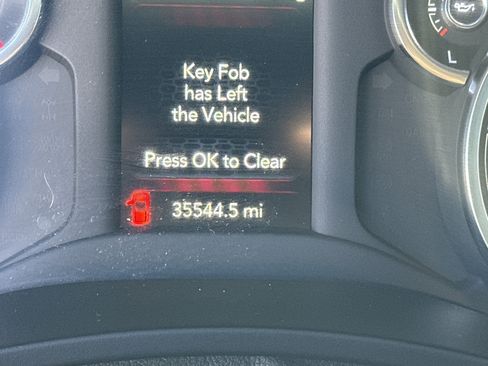 L
Key Fob
has Left
the Vehicle
Press OK to Clear
35544.5 mi